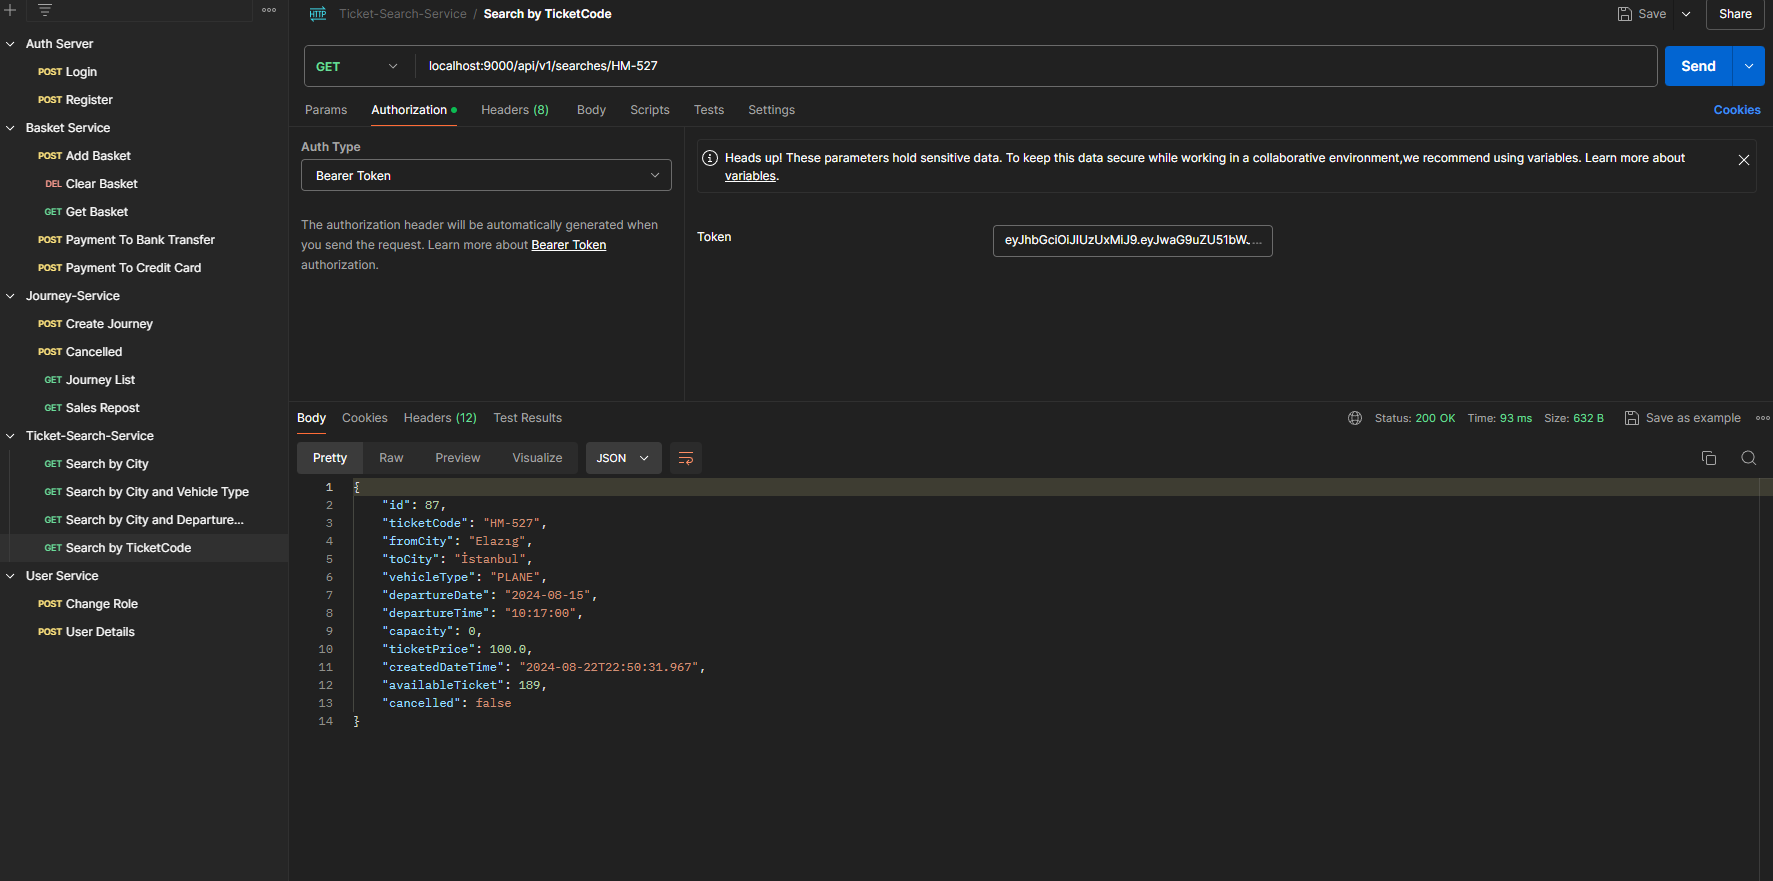 Auth Server
POST Login
POST Register
Basket Service
POST Add Basket
DEL Clear Basket
GET Get Basket
POST Payment To Bank Transfer
POST Payment To Credit Card
Journey-Service
POST Create Journey
POST Cancelled
GET Journey List
GET Sales Repost
Ticket-Search-Service
GET Search by City
GET Search by City and Vehicle Type
GET Search by City and Departure...
GET Search by TicketCode
User Service
POST Change Role
POST User Details
HTTP Ticket-Search-Service / Search by TicketCode
Save
Share
GET localhost:9000/api/v1/searches/HM-527
Send
Params Authorization Headers (8) Body Scripts Tests Settings
Cookies
Auth Type
Bearer Token
The authorization header will be automatically generated when
you send the request. Learn more about Bearer Token
authorization.
Heads up! These parameters hold sensitive data. To keep this data secure while working in a collaborative environment,we recommend using variables. Learn more about
variables.
Token
eyJhbGciOiJIUzUxMiJ9.eyJwaG9uZU51bW. ...
Body Cookies Headers (12) Test Results
Status: 200 OK Time: 93 ms Size: 632 B Save as example
Pretty Raw Preview Visualize JSON
1 {
2 "id": 87,
3 "ticketCode": "HM-527",
4 "fromCity": "Elazıg",
5 "toCity": "İstanbul",
6 "vehicleType": "PLANE",
7 "departureDate": "2024-08-15",
8 "departureTime": "10:17:00",
9 "capacity": 0,
10 "ticketPrice": 100.0,
11 "createdDateTime": "2024-08-22T22:50:31.967",
12 "availableTicket": 189,
13 "cancelled": false
14 }